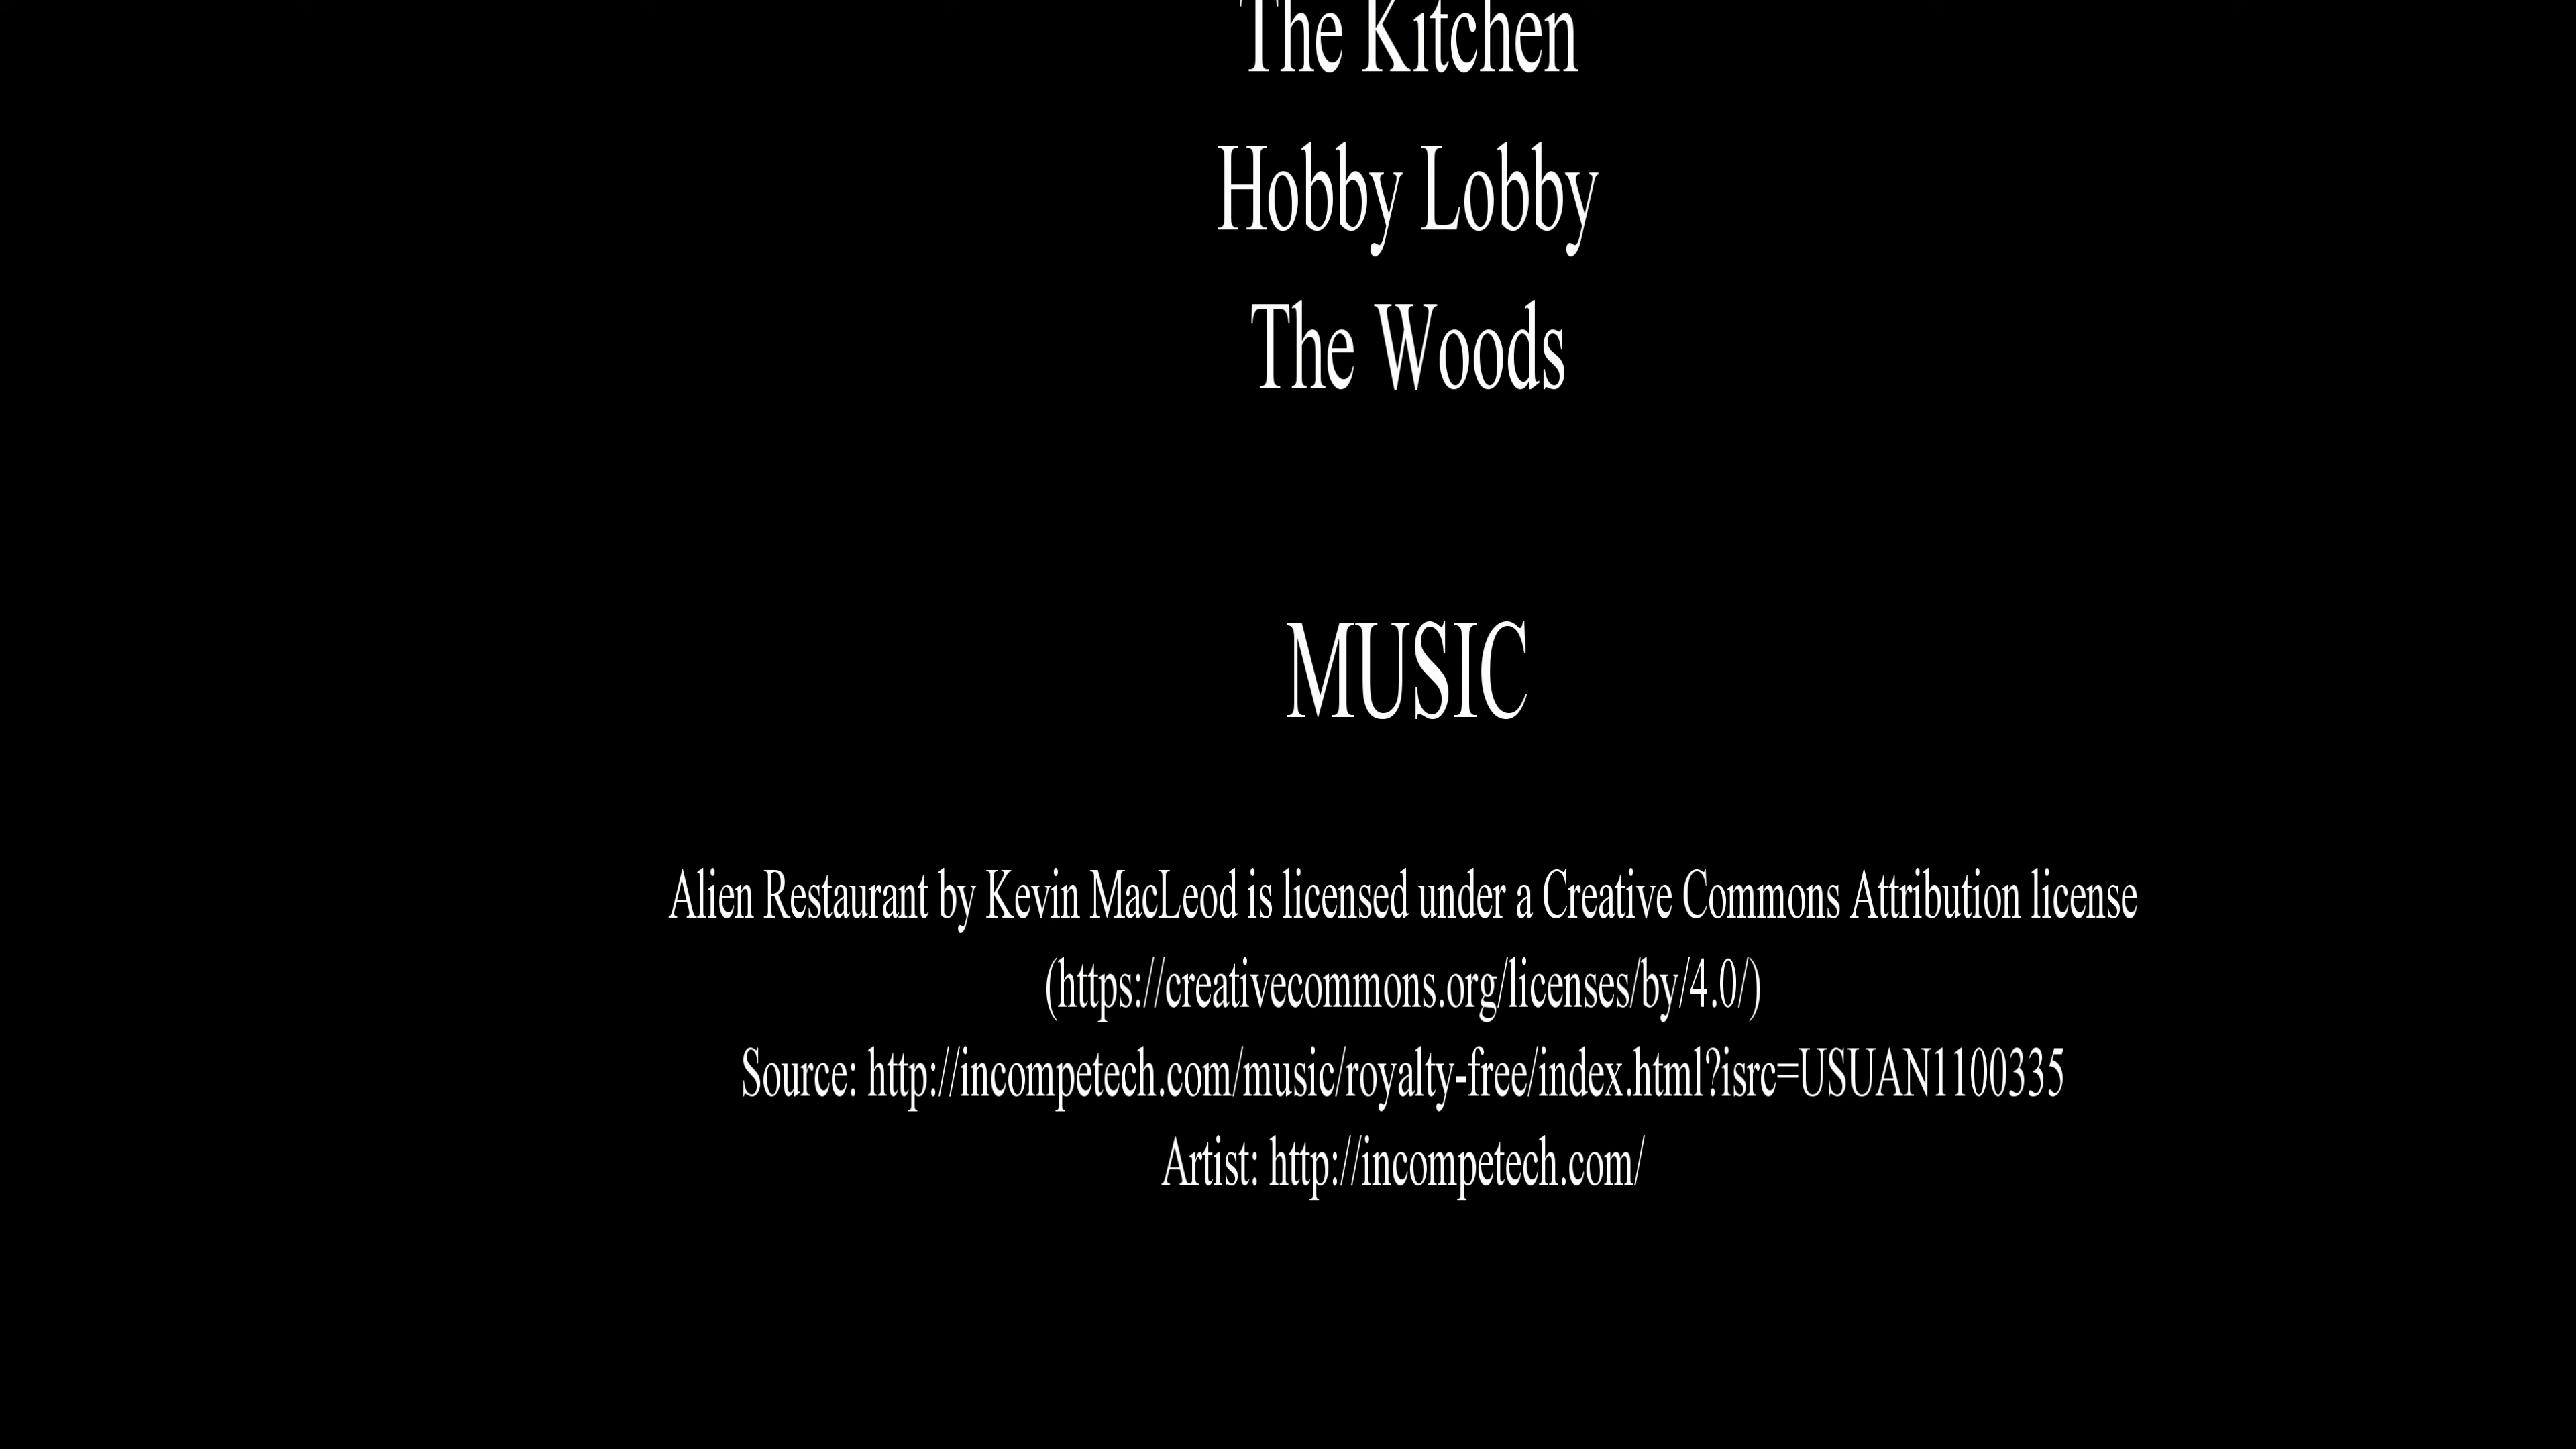 The Kitchen
Hobby Lobby
The Woods
MUSIC
Alien Restaurant by Kevin MacLeod is licensed under a Creative Commons Attribution license
(https://creativecommons.org/licenses/by/4.0/)
Source: http://incompetech.com/music/royalty-free/index.html?isrc=USUAN1100335
Artist: http://incompetech.com/